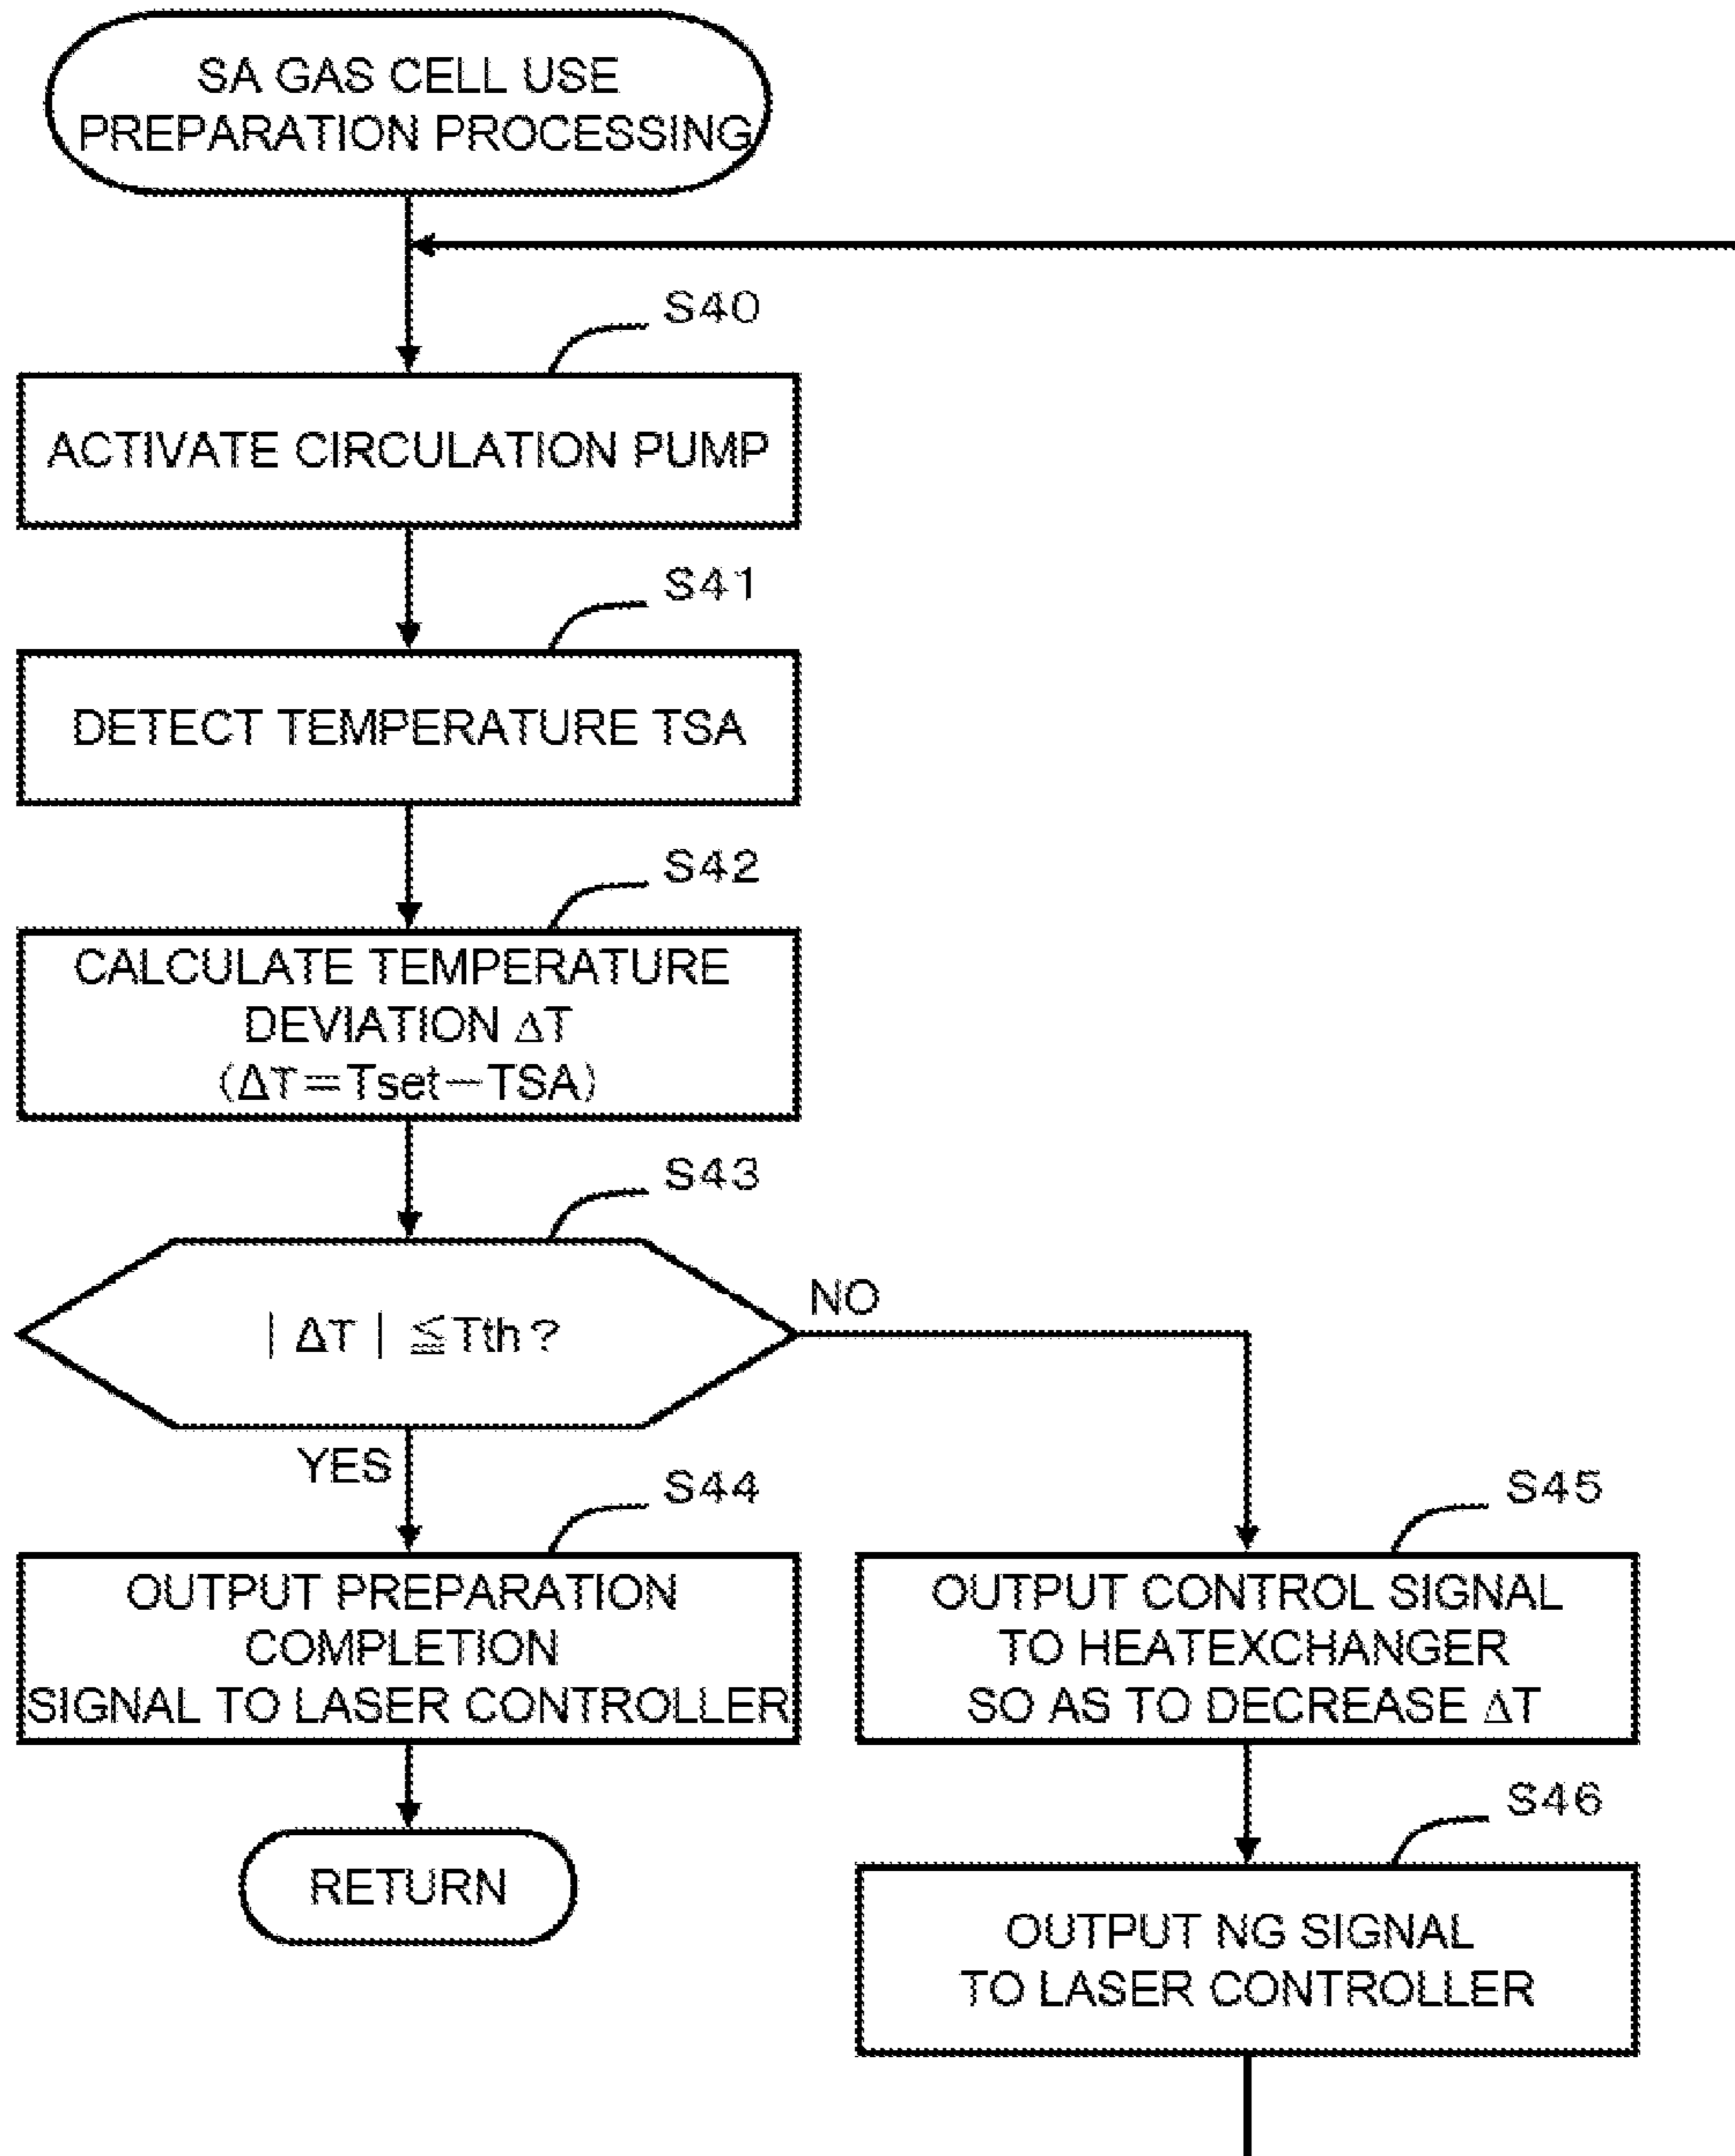 SA GAS CELL USE
PREPARATION PROCESSING
S40
ACTIVATE CIRCULATION PUMP
S41
DETECT TEMPERATURE TSA
S42
CALCULATE TEMPERATURE
DEVIATION ΔT
(ΔT=Tset−TSA)
S43
| ΔT | ≦Tth?
NO
YES
S44
OUTPUT PREPARATION
COMPLETION
SIGNAL TO LASER CONTROLLER
RETURN
S45
OUTPUT CONTROL SIGNAL
TO HEATEXCHANGER
SO AS TO DECREASE ΔT
S46
OUTPUT NG SIGNAL
TO LASER CONTROLLER